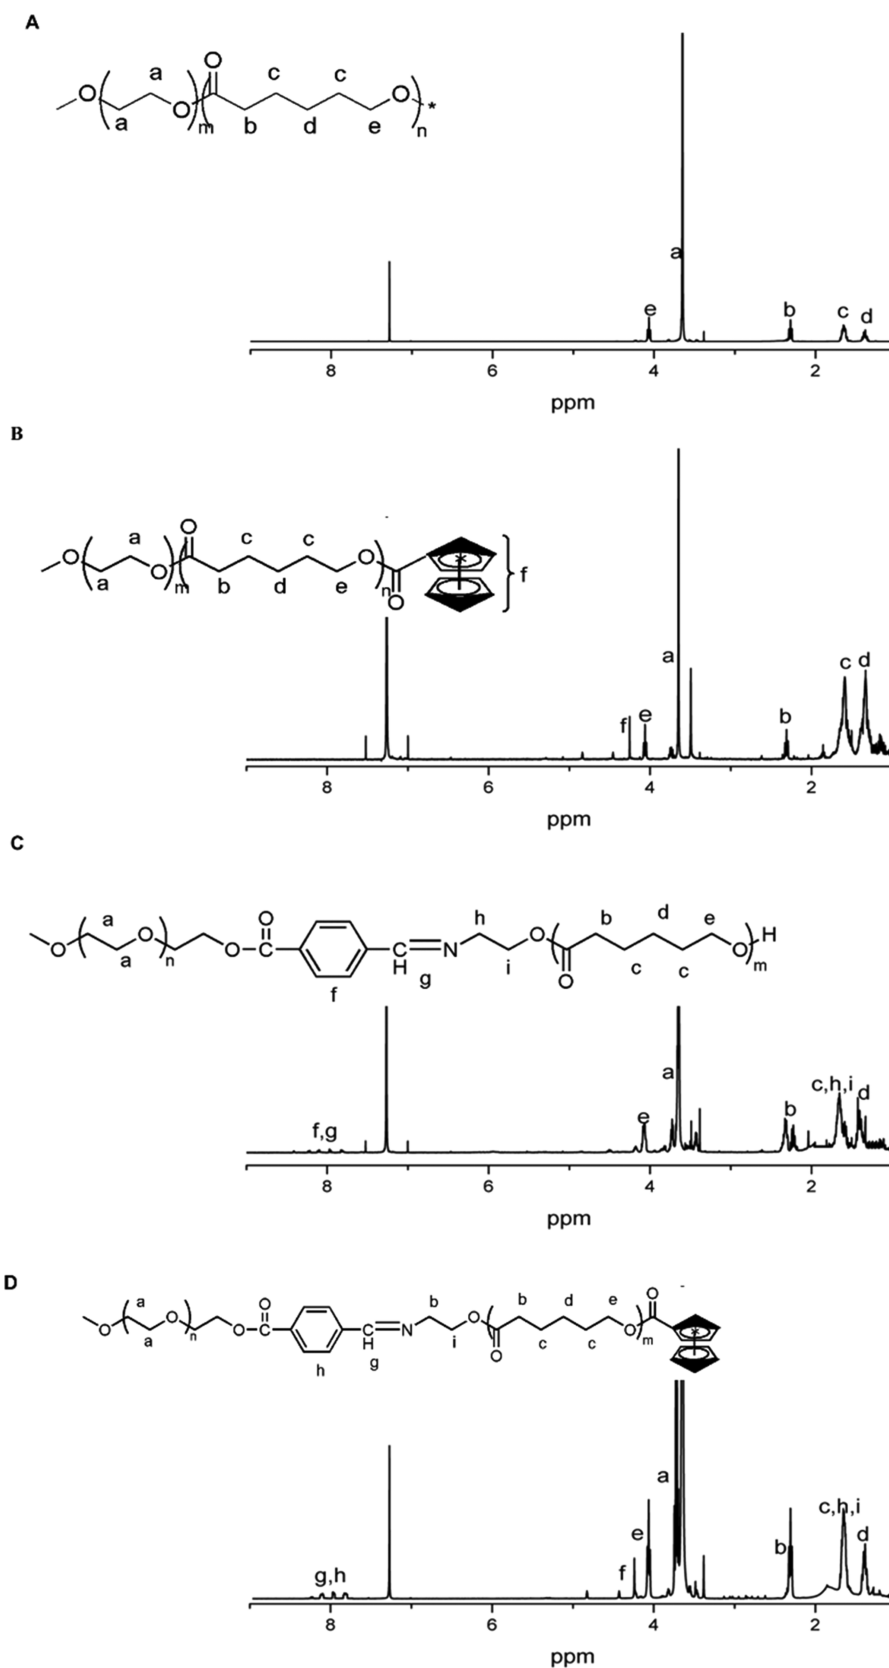 A
a c c
O
O O O *
a m b d e n
a
e b c d
8 6 4 2
ppm
B
O
a c c
O O O
a m b d e n O * f
a c d
f e b
8 6 4 2
ppm
C
a O h b d e
O O O C N O O H
a n C H i c c m
f g O
a c,h,i d
f,g e b
8 6 4 2
ppm
D
a O b b d e O
O O O N O O
a n g i O c c m *
h
a c,h,i
e b d
g,h f
8 6 4 2
ppm